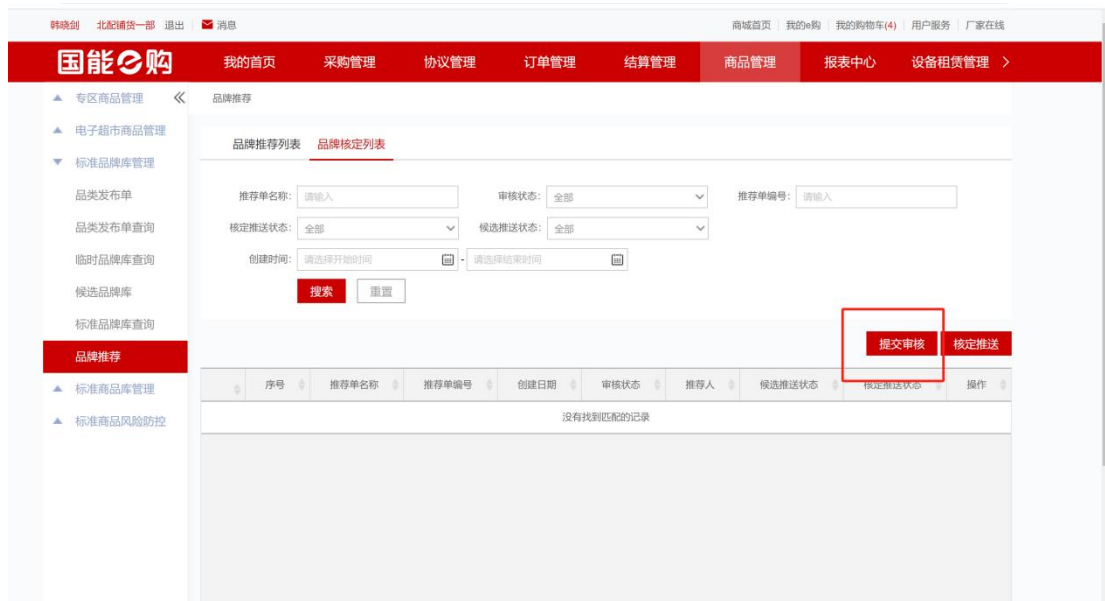 韩晓剑 北配铺货一部 退出 消息 商城首页 我的e购 我的购物车(4) 用户服务 厂家在线
国能e购 我的首页 采购管理 协议管理 订单管理 结算管理 商品管理 报表中心 设备租赁管理 >
专区商品管理 《 品牌推荐
电子超市商品管理
品牌推荐列表 品牌核定列表
标准品牌库管理
品类发布单
推荐单名称: 请输入 审核状态: 全部 推荐单编号: 请输入
品类发布单查询
核定推送状态: 全部 候选推送状态: 全部
临时品牌库查询
创建时间: 请选择开始时间 - 请选择结束时间
候选品牌库
搜索 重置
标准品牌库查询
提交审核 核定推送
品牌推荐
序号 推荐单名称 推荐单编号 创建日期 审核状态 推荐人 候选推送状态 核定推送状态 操作
标准商品库管理
没有找到匹配的记录
标准商品风险防控